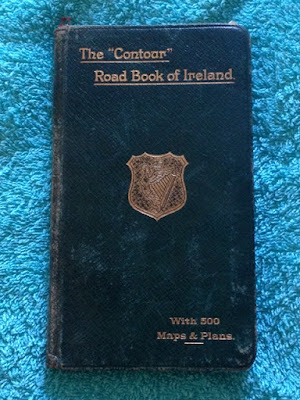 The "Contour"
Road Book of Ireland.
With 500
Maps & Plans.